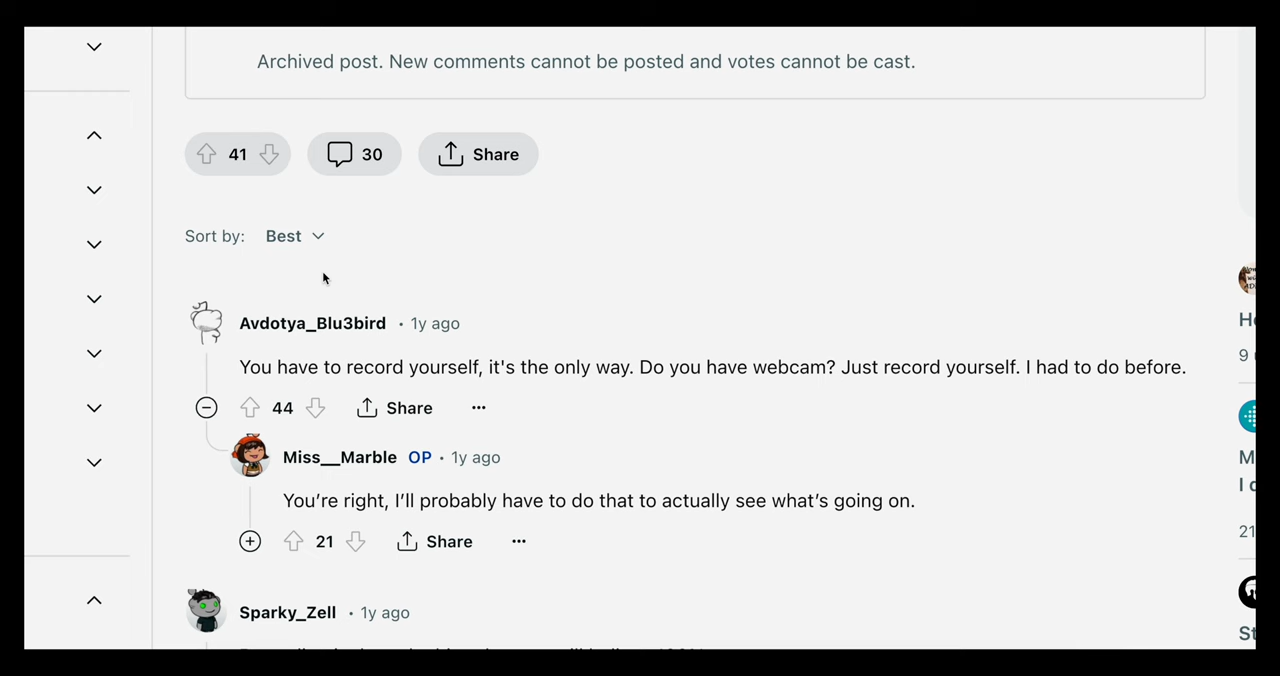 Archived post. New comments cannot be posted and votes cannot be cast.
41 30 Share
Sort by: Best
Avdotya_Blu3bird • 1y ago
You have to record yourself, it's the only way. Do you have webcam? Just record yourself. I had to do before.
44 Share
Miss__Marble OP • 1y ago
You’re right, I’ll probably have to do that to actually see what’s going on.
21 Share
Sparky_Zell • 1y ago
9
21